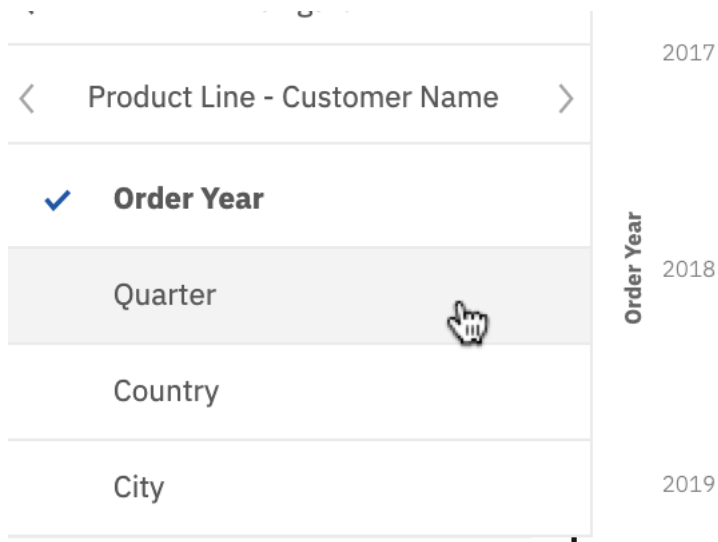 Product Line - Customer Name
Order Year
Quarter
Country
City
Order Year
2017
2018
2019